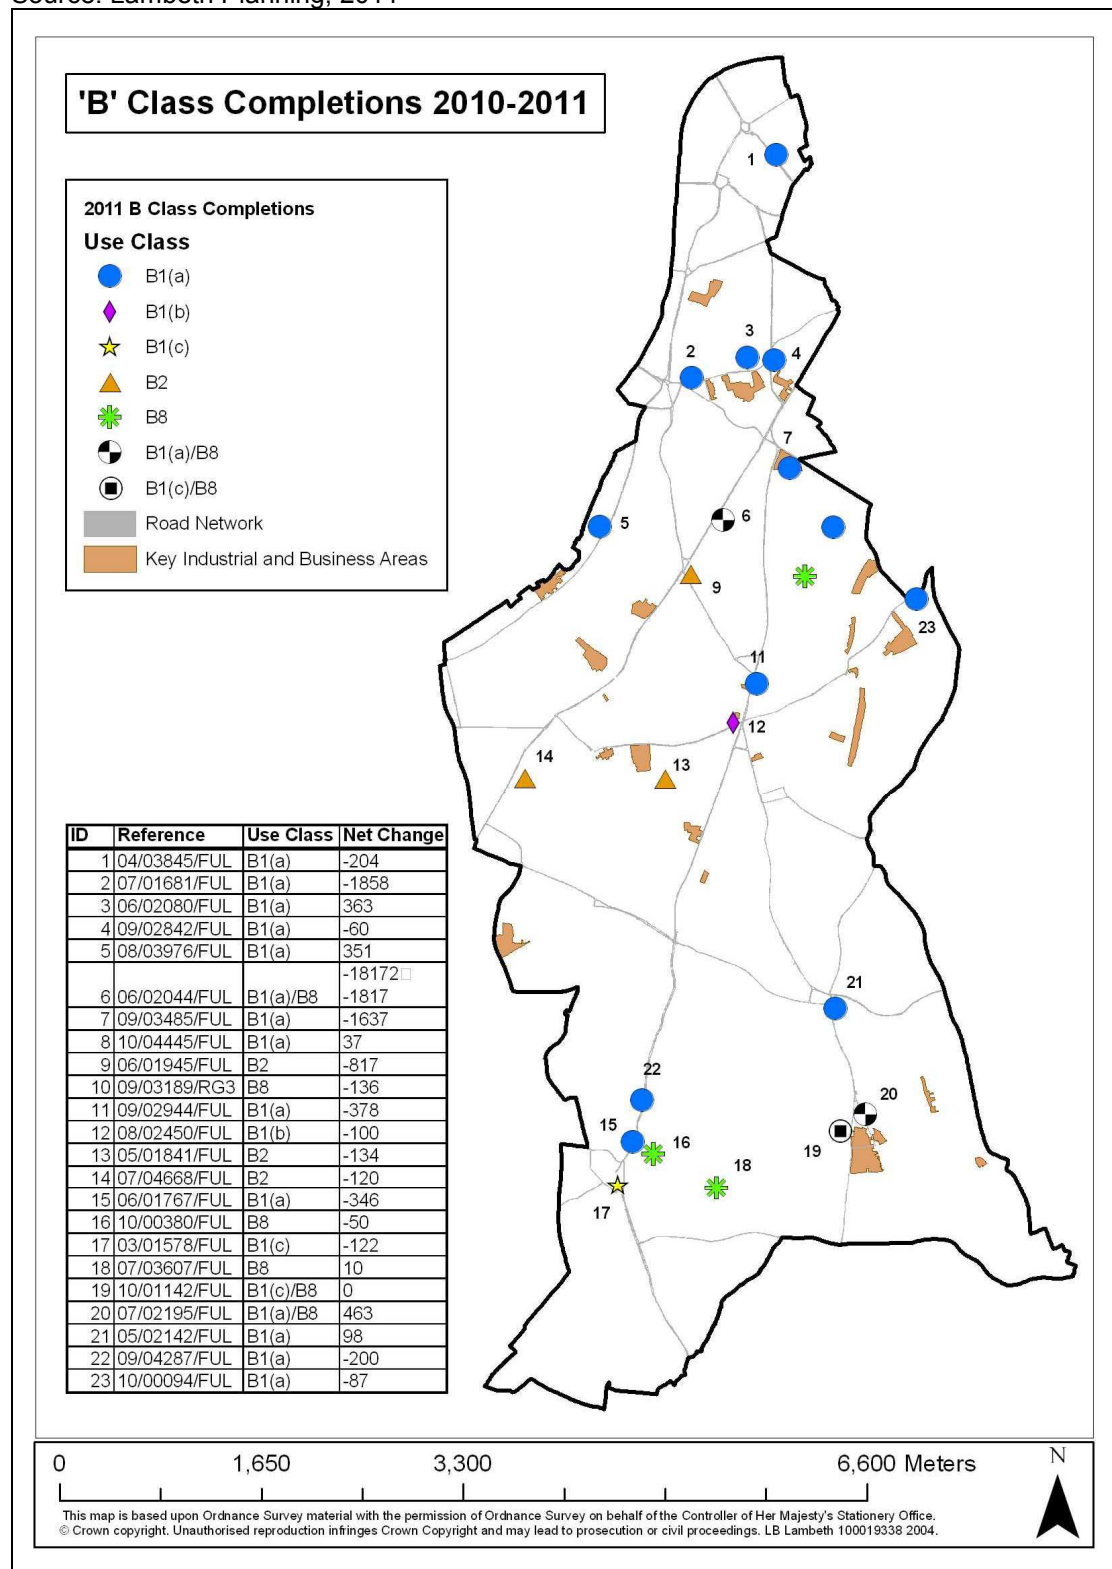 Source: Lambeth Planning, 2011
'B' Class Completions 2010-2011
2011 B Class Completions
Use Class
B1(a)
B1(b)
B1(c)
B2
B8
B1(a)/B8
B1(c)/B8
Road Network
Key Industrial and Business Areas
1
2
3
4
7
5
6
9
23
11
12
14
13
21
22
15
16
20
19
18
17
ID Reference Use Class Net Change
1 04/03845/FUL B1(a) -204
2 07/01681/FUL B1(a) -1858
3 06/02080/FUL B1(a) 363
4 09/02842/FUL B1(a) -60
5 08/03976/FUL B1(a) 351
-18172
6 06/02044/FUL B1(a)/B8 -1817
7 09/03485/FUL B1(a) -1637
8 10/04445/FUL B1(a) 37
9 06/01945/FUL B2 -817
10 09/03189/RG3 B8 -136
11 09/02944/FUL B1(a) -378
12 08/02450/FUL B1(b) -100
13 05/01841/FUL B2 -134
14 07/04668/FUL B2 -120
15 06/01767/FUL B1(a) -346
16 10/00380/FUL B8 -50
17 03/01578/FUL B1(c) -122
18 07/03607/FUL B8 10
19 10/01142/FUL B1(c)/B8 0
20 07/02195/FUL B1(a)/B8 463
21 05/02142/FUL B1(a) 98
22 09/04287/FUL B1(a) -200
23 10/00094/FUL B1(a) -87
0 1,650 3,300 6,600 Meters
N
This map is based upon Ordnance Survey material with the permission of Ordnance Survey on behalf of the Controller of Her Majesty's Stationery Office.
© Crown copyright. Unauthorised reproduction infringes Crown Copyright and may lead to prosecution or civil proceedings. LB Lambeth 100019338 2004.